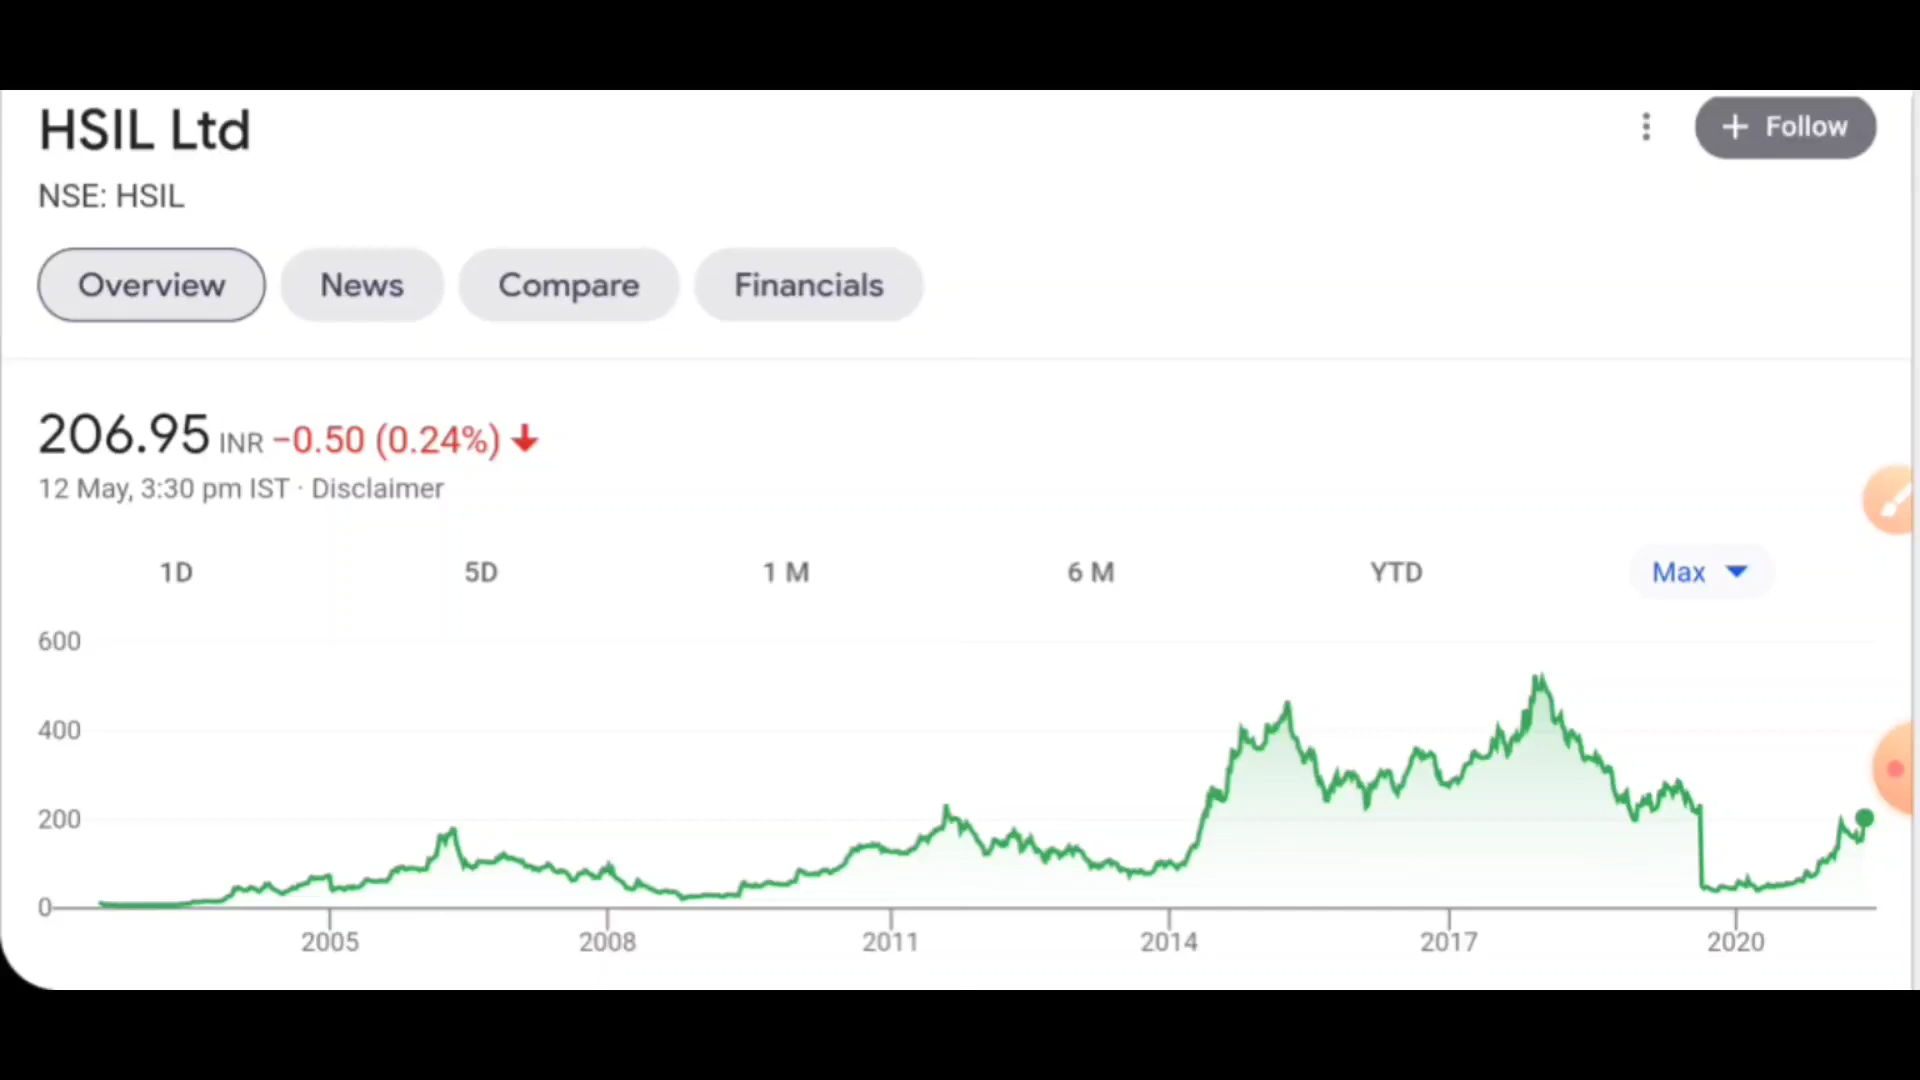 HSIL Ltd
+ Follow
NSE: HSIL
Overview News Compare Financials
206.95 INR −0.50 (0.24%)
12 May, 3:30 pm IST · Disclaimer
1D 5D 1 M 6 M YTD Max
600
400
200
0
2005 2008 2011 2014 2017 2020